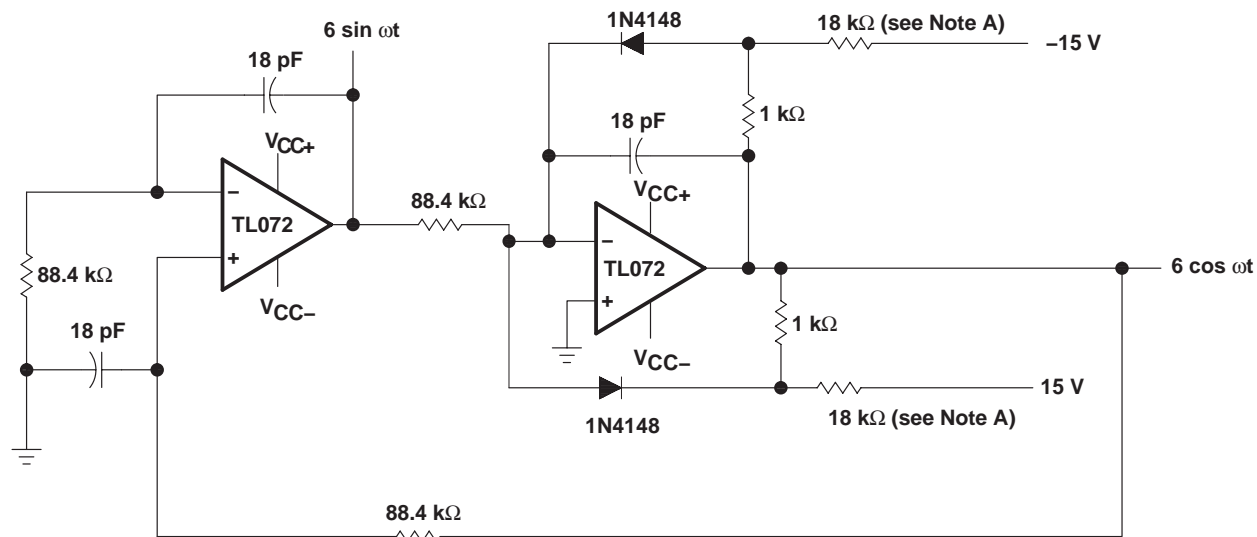 6 sin ωt
1N4148
18 kΩ (see Note A)
–15 V
18 pF
1 kΩ
18 pF
VCC+
VCC+
–
TL072
88.4 kΩ
–
TL072
+
88.4 kΩ
+
6 cos ωt
VCC–
18 pF
1 kΩ
VCC–
15 V
1N4148
18 kΩ (see Note A)
88.4 kΩ